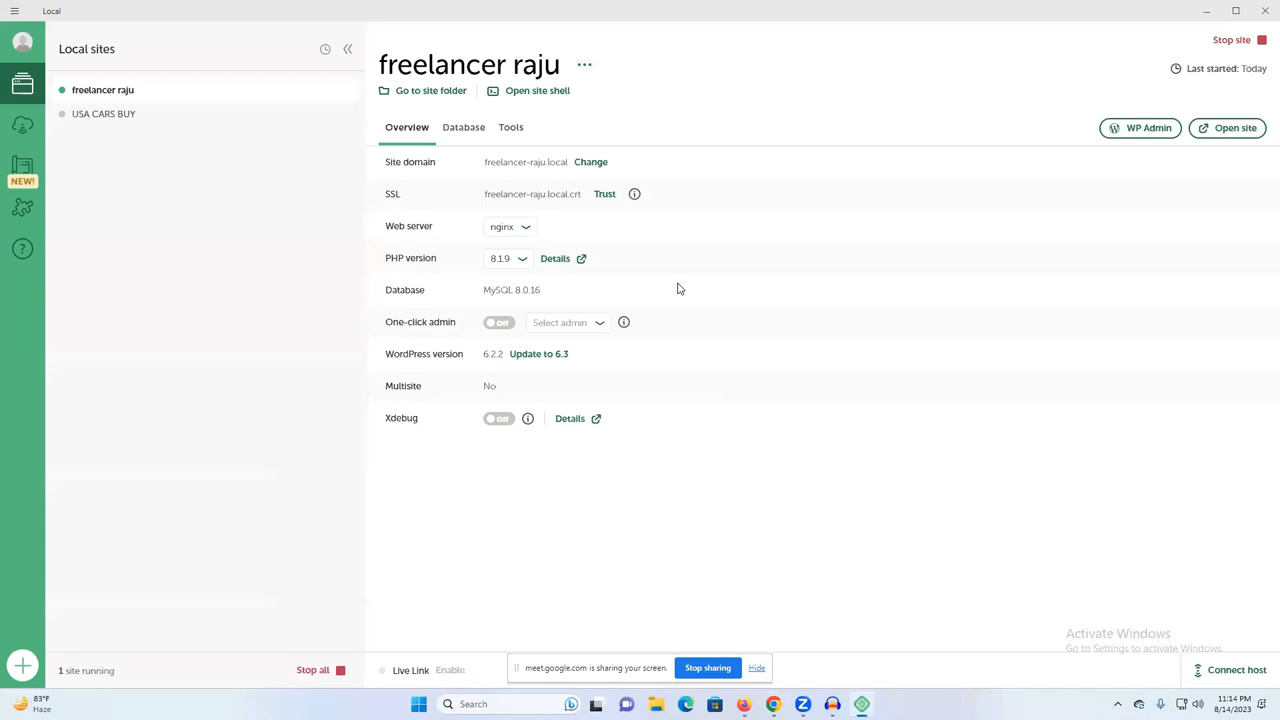 Local
Local sites
freelancer raju
USA CARS BUY
NEW!
1 site running
Stop all
freelancer raju
Go to site folder
Open site shell
Stop site
Last started: Today
Overview
Database
Tools
WP Admin
Open site
Site domain
freelancer-raju.local
Change
SSL
freelancer-raju.local.crt
Trust
Web server
nginx
PHP version
8.1.9
Details
Database
MySQL 8.0.16
One-click admin
Off
Select admin
WordPress version
6.2.2
Update to 6.3
Multisite
No
Xdebug
Off
Details
Activate Windows
Go to Settings to activate Windows.
Live Link
Enable
meet.google.com is sharing your screen.
Stop sharing
Hide
Connect host
83°F
Haze
Search
11:14 PM
8/14/2023